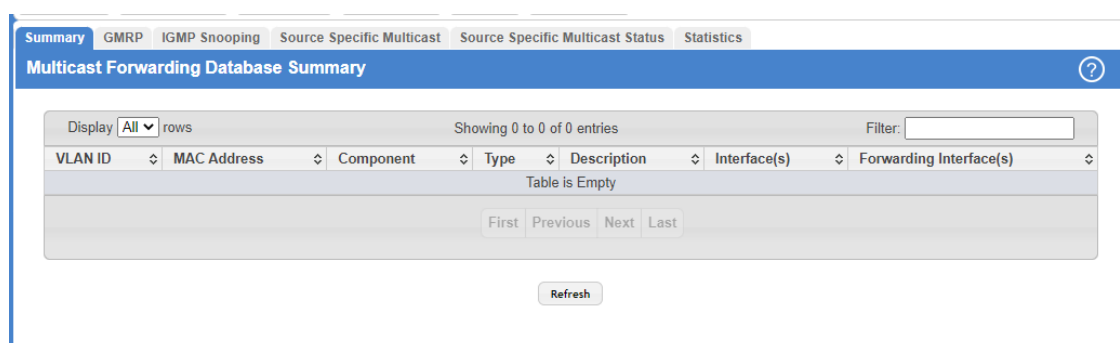 Summary GMRP IGMP Snooping Source Specific Multicast Source Specific Multicast Status Statistics
Multicast Forwarding Database Summary ?
Display All rows Showing 0 to 0 of 0 entries Filter:
VLAN ID MAC Address Component Type Description Interface(s) Forwarding Interface(s)
Table is Empty
First Previous Next Last
Refresh